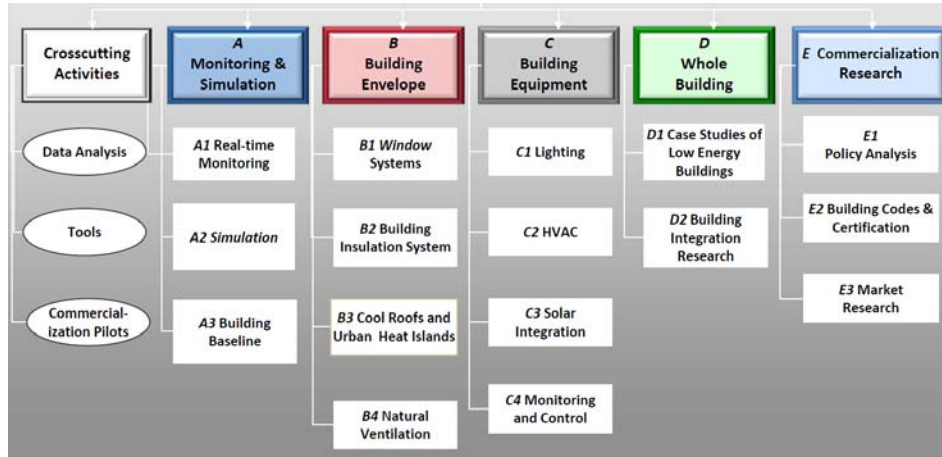 Crosscutting
Activities
A
Monitoring &
Simulation
B
Building
Envelope
C
Building
Equipment
D
Whole
Building
E Commercialization
Research
Data Analysis
Tools
Commercial-
ization Pilots
A1 Real-time
Monitoring
A2 Simulation
A3 Building
Baseline
B1 Window
Systems
B2 Building
Insulation System
B3 Cool Roofs and
Urban Heat Islands
B4 Natural
Ventilation
C1 Lighting
C2 HVAC
C3 Solar
Integration
C4 Monitoring
and Control
D1 Case Studies of
Low Energy
Buildings
D2 Building
Integration
Research
E1
Policy Analysis
E2 Building Codes &
Certification
E3 Market
Research